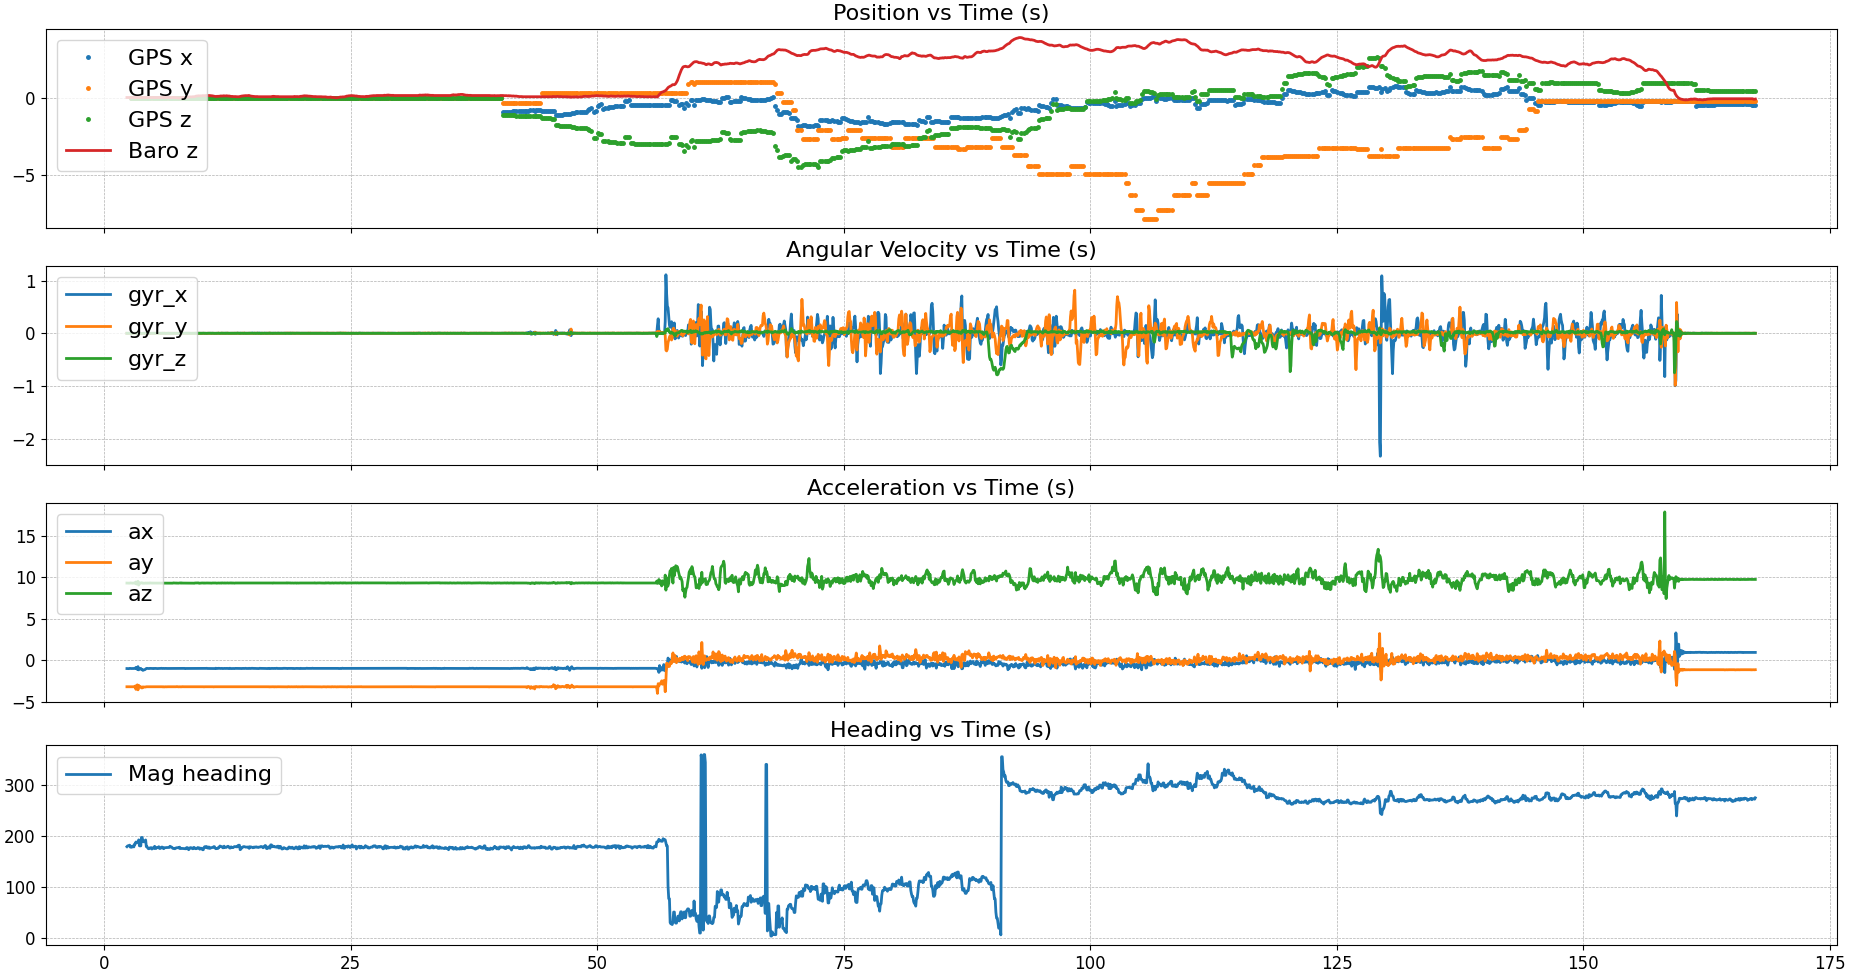 Position vs Time (s)
GPS x
GPS y
GPS z
Baro z
0
−5
Angular Velocity vs Time (s)
gyr_x
gyr_y
gyr_z
1
0
−1
−2
Acceleration vs Time (s)
ax
ay
az
15
10
5
0
−5
Heading vs Time (s)
Mag heading
300
200
100
0
0 25 50 75 100 125 150 175